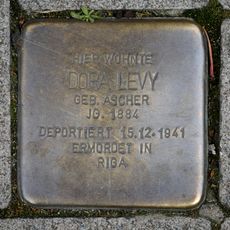 HIER WOHNTE
DORA LEVY
GEB. ASCHER
JG. 1884
DEPORTIERT 15.12.1941
ERMORDET IN
RIGA